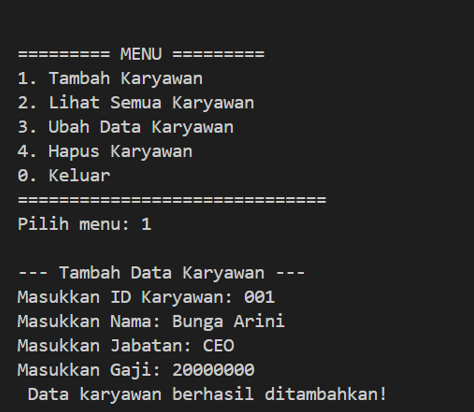 ========= MENU =========
1. Tambah Karyawan
2. Lihat Semua Karyawan
3. Ubah Data Karyawan
4. Hapus Karyawan
0. Keluar
==============================
Pilih menu: 1
--- Tambah Data Karyawan ---
Masukkan ID Karyawan: 001
Masukkan Nama: Bunga Arini
Masukkan Jabatan: CEO
Masukkan Gaji: 20000000
Data karyawan berhasil ditambahkan!